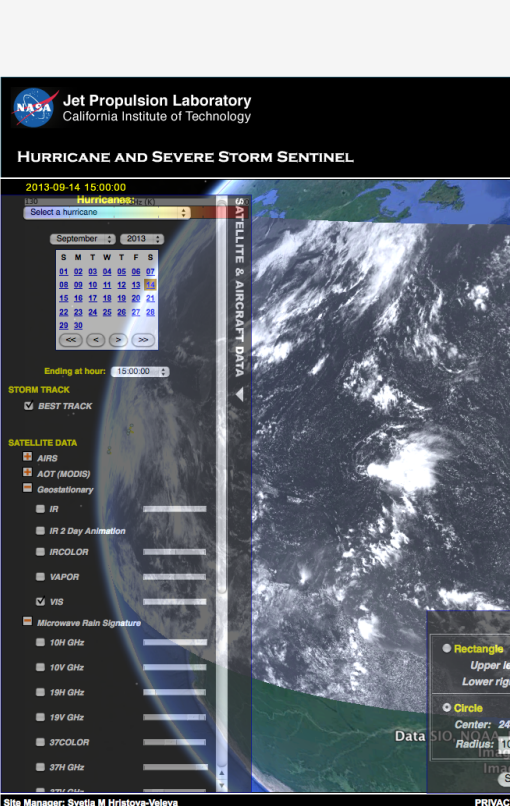 NASA
Jet Propulsion Laboratory
California Institute of Technology
HURRICANE AND SEVERE STORM SENTINEL
2013-09-14 15:00:00
Hurricanes:
Select a hurricane
SATELLITE & AIRCRAFT DATA
September 2013
S M T W T F S
01 02 03 04 05 06 07
08 09 10 11 12 13 14
15 16 17 18 19 20 21
22 23 24 25 26 27 28
29 30
<< < > >>
Ending at hour: 15:00:00
STORM TRACK
BEST TRACK
SATELLITE DATA
AIRS
AOT (MODIS)
Geostationary
IR
IR 2 Day Animation
IRCOLOR
VAPOR
VIS
Microwave Rain Signature
10H GHz
10V GHz
19H GHz
19V GHz
37COLOR
37H GHz
37V GHz
Rectangle
Upper le
Lower rig
Circle
Center: 24
Radius: 10
Data SIO, NOAA
Ima
Ima
S
Site Manager: Svetla M Hristova-Veleva
PRIVAC